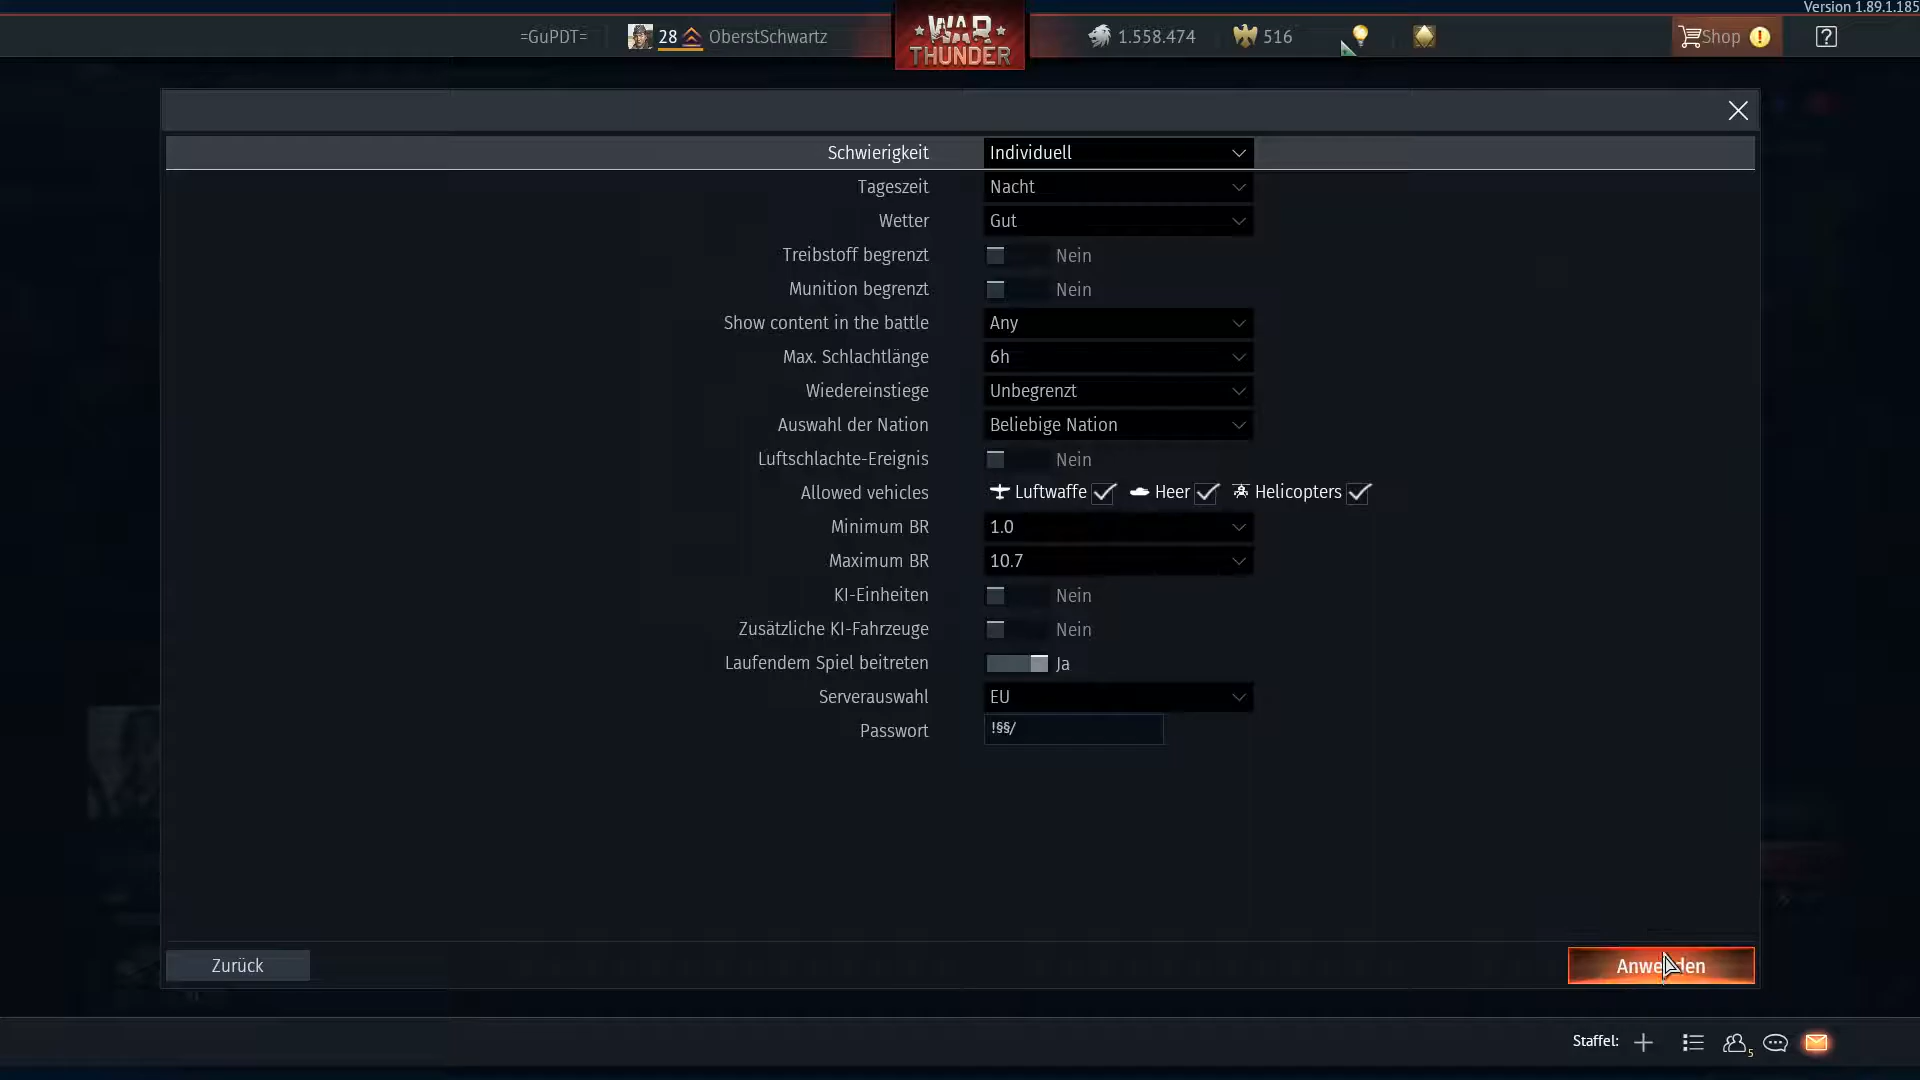 Version 1.89.1.185
=GuPDT= 28 OberstSchwartz WAR THUNDER 1.558.474 516 Shop ! ?
Schwierigkeit Individuell
Tageszeit Nacht
Wetter Gut
Treibstoff begrenzt Nein
Munition begrenzt Nein
Show content in the battle Any
Max. Schlachtlänge 6h
Wiedereinstiege Unbegrenzt
Auswahl der Nation Beliebige Nation
Luftschlachte-Ereignis Nein
Allowed vehicles Luftwaffe Heer Helicopters
Minimum BR 1.0
Maximum BR 10.7
KI-Einheiten Nein
Zusätzliche KI-Fahrzeuge Nein
Laufendem Spiel beitreten Ja
Serverauswahl EU
Passwort !§§/
Zurück Anwenden
Staffel: 5